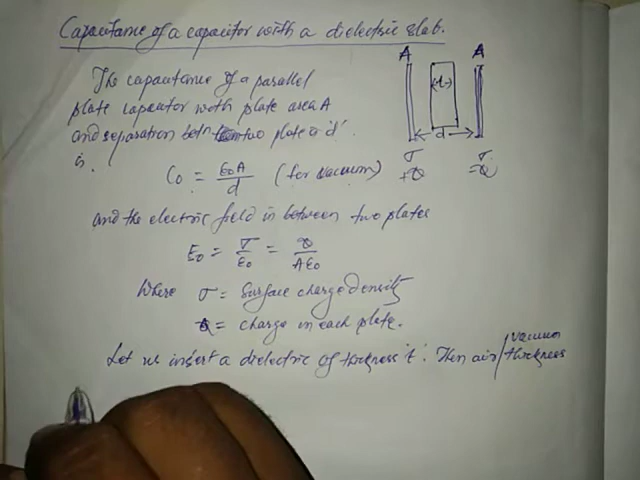 Capacitance of a capacitor with a dielectric slab.
A A
The capacitance of a parallel
plate capacitor with plate area A
and separation betn two plate is 'd'
is.
t
d
C0 = ε0A/d (for vacuum)
σ σ
+Q -Q
and the electric field in between two plates
E0 = σ/ε0 = Q/Aε0
Where σ = Surface charge density
Q = charge in each plate.
Let us insert a dielectric of thickness 't'. Then air/vacuum
thickness